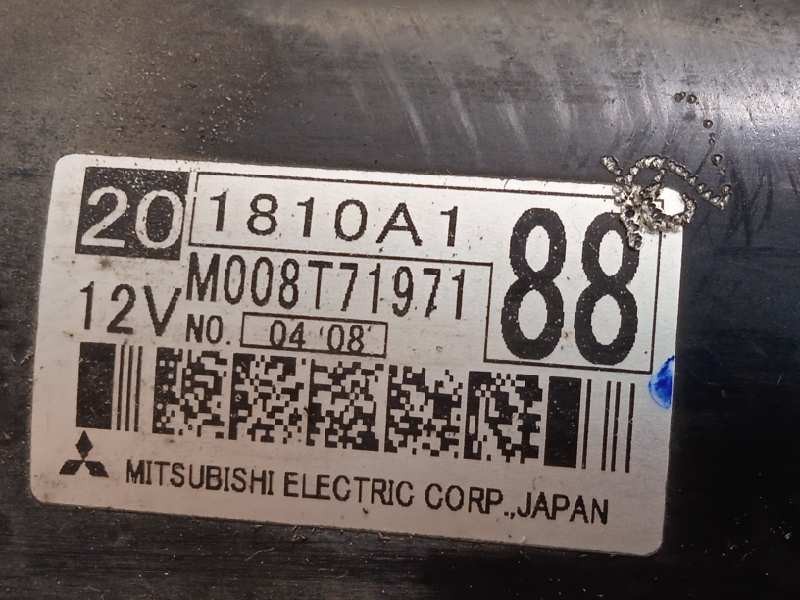 20 1810A1 88
12V M008T71971
NO. 04 '08
MITSUBISHI ELECTRIC CORP.,JAPAN